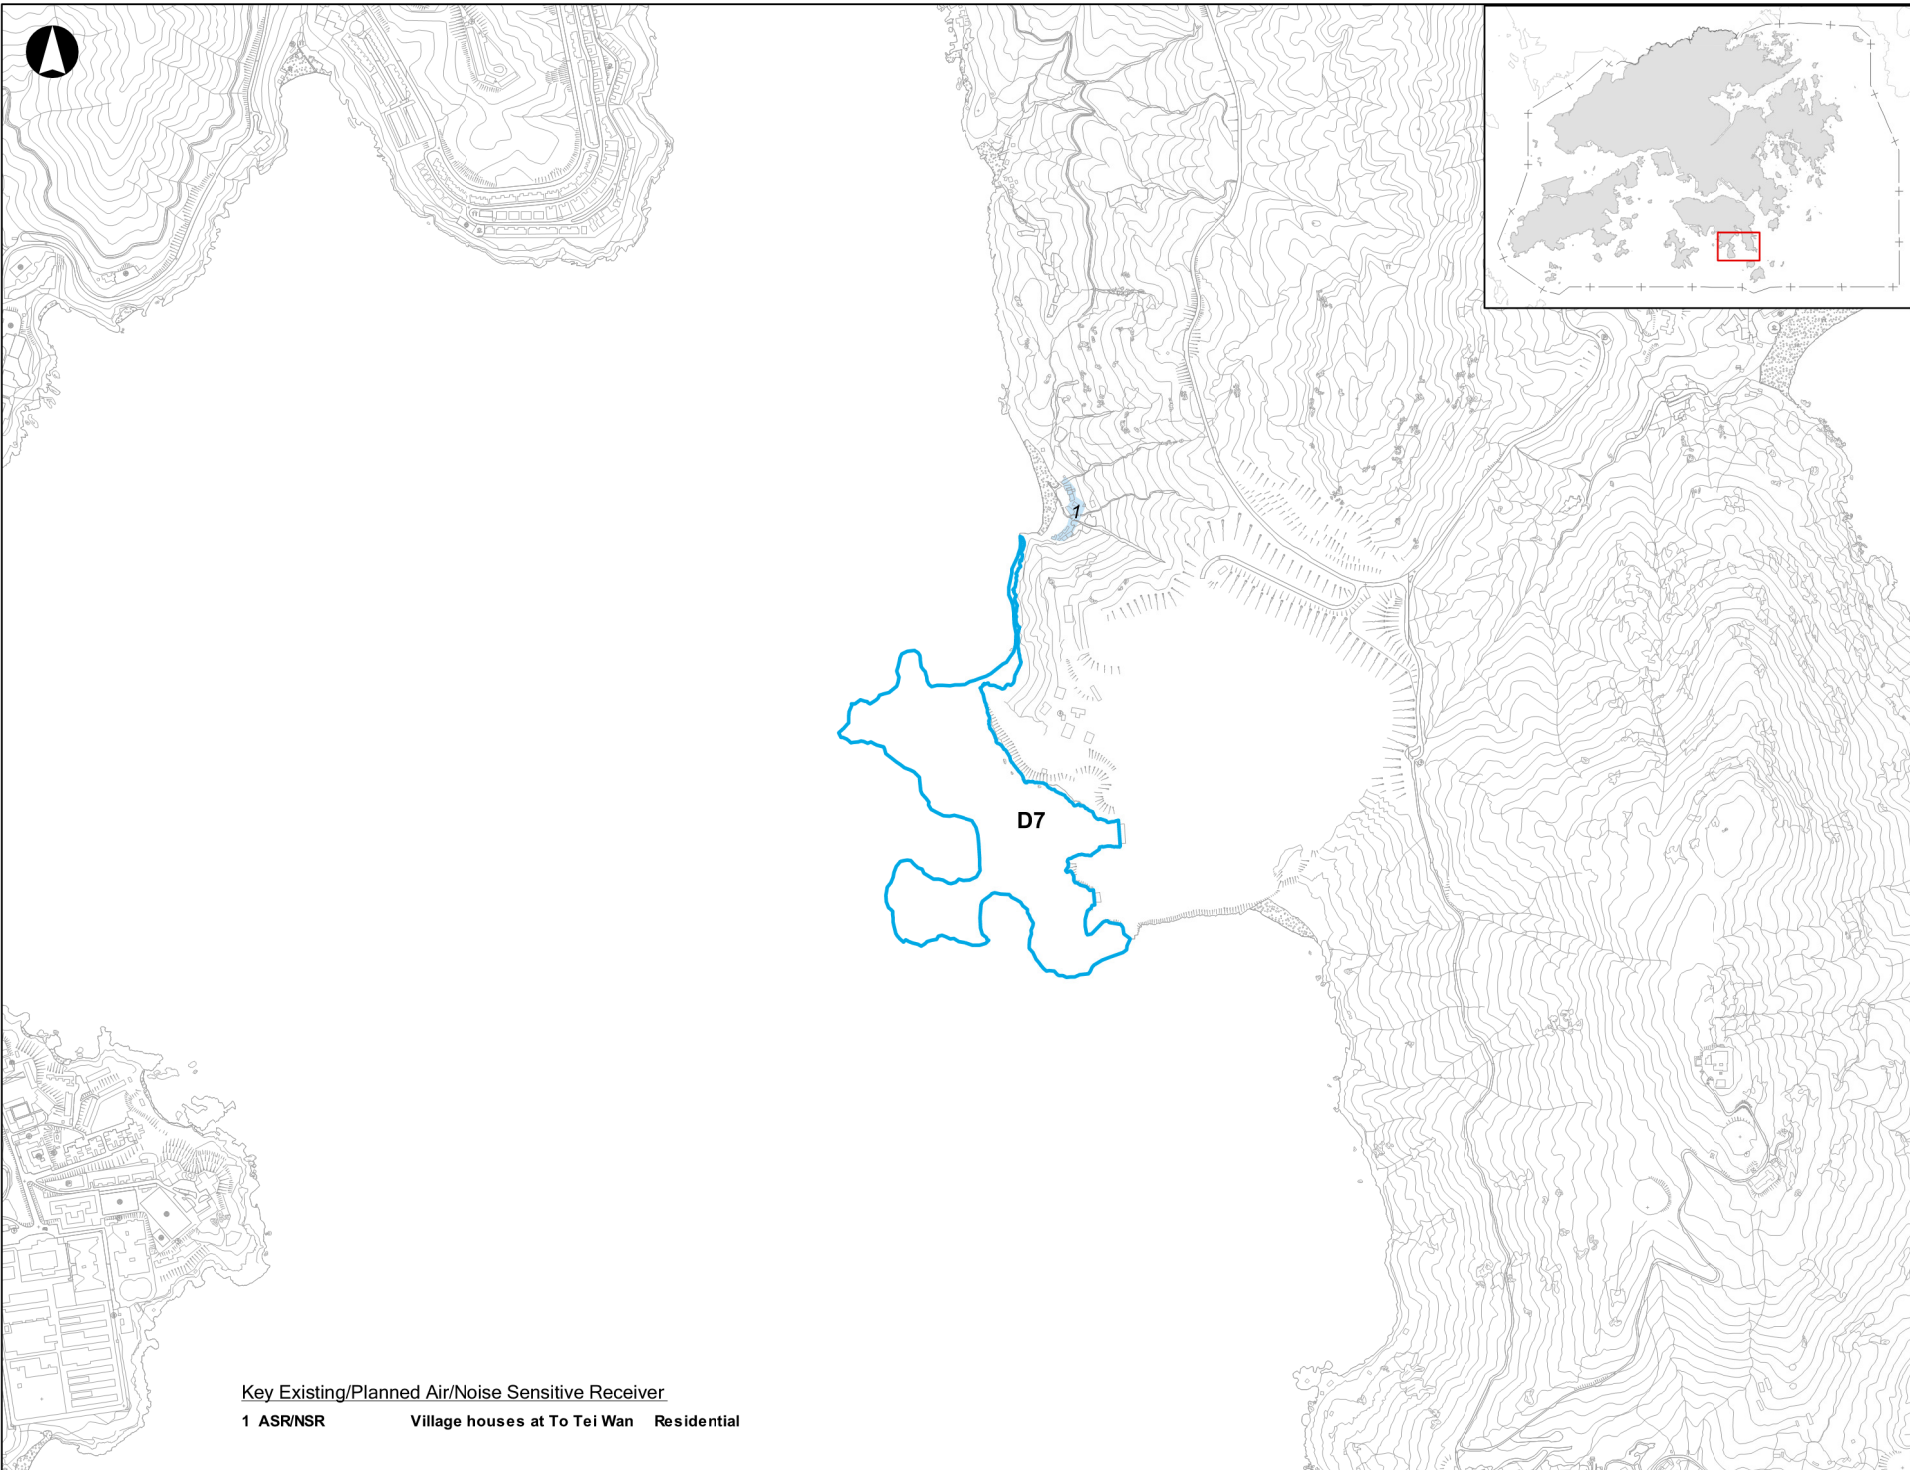 1
D7
Key Existing/Planned Air/Noise Sensitive Receiver
1 ASR/NSR Village houses at To Tei Wan Residential